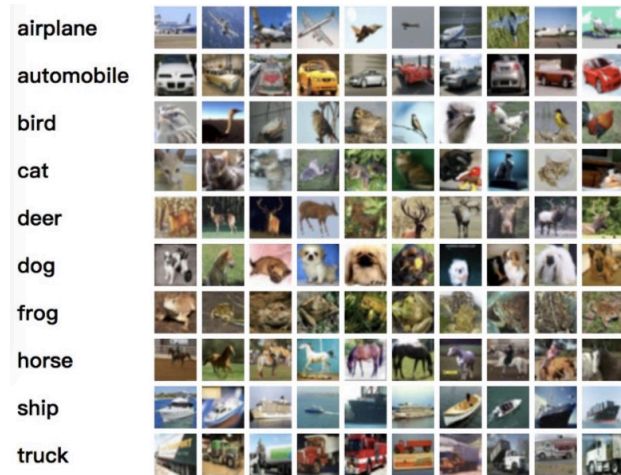 airplane
automobile
bird
cat
deer
dog
frog
horse
ship
truck